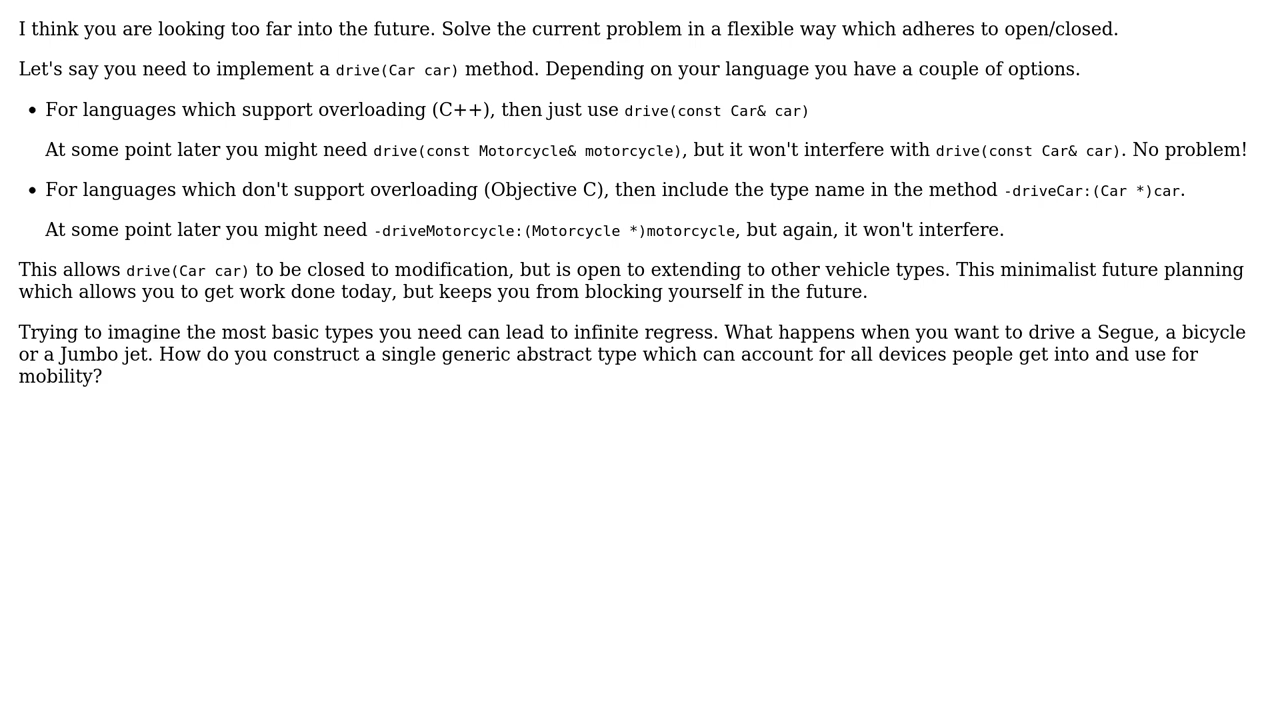 I think you are looking too far into the future. Solve the current problem in a flexible way which adheres to open/closed.
Let's say you need to implement a drive(Car car) method. Depending on your language you have a couple of options.
• For languages which support overloading (C++), then just use drive(const Car& car)
At some point later you might need drive(const Motorcycle& motorcycle), but it won't interfere with drive(const Car& car). No problem!
• For languages which don't support overloading (Objective C), then include the type name in the method -driveCar:(Car *)car.
At some point later you might need -driveMotorcycle:(Motorcycle *)motorcycle, but again, it won't interfere.
This allows drive(Car car) to be closed to modification, but is open to extending to other vehicle types. This minimalist future planning
which allows you to get work done today, but keeps you from blocking yourself in the future.
Trying to imagine the most basic types you need can lead to infinite regress. What happens when you want to drive a Segue, a bicycle
or a Jumbo jet. How do you construct a single generic abstract type which can account for all devices people get into and use for
mobility?